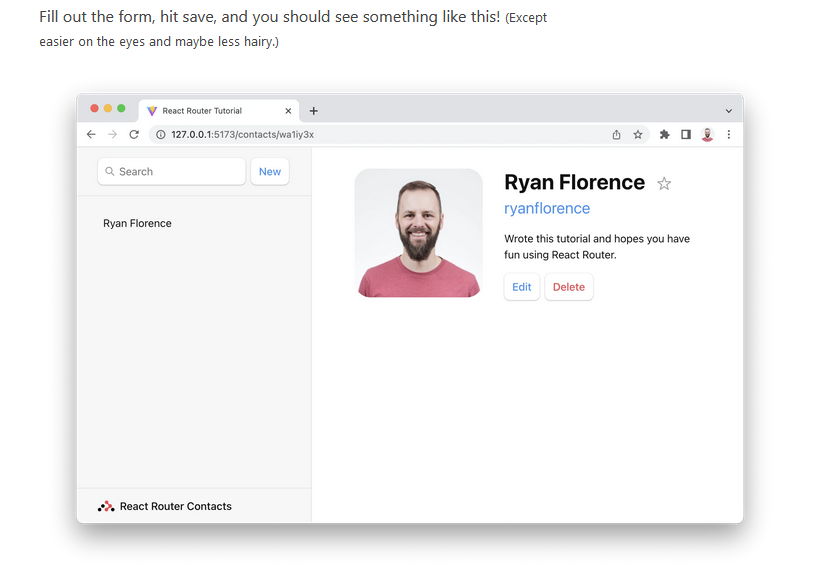 Fill out the form, hit save, and you should see something like this! (Except
easier on the eyes and maybe less hairy.)
React Router Tutorial
127.0.0.1:5173/contacts/wa1iy3x
Search
New
Ryan Florence
Ryan Florence
ryanflorence
Wrote this tutorial and hopes you have
fun using React Router.
Edit
Delete
React Router Contacts